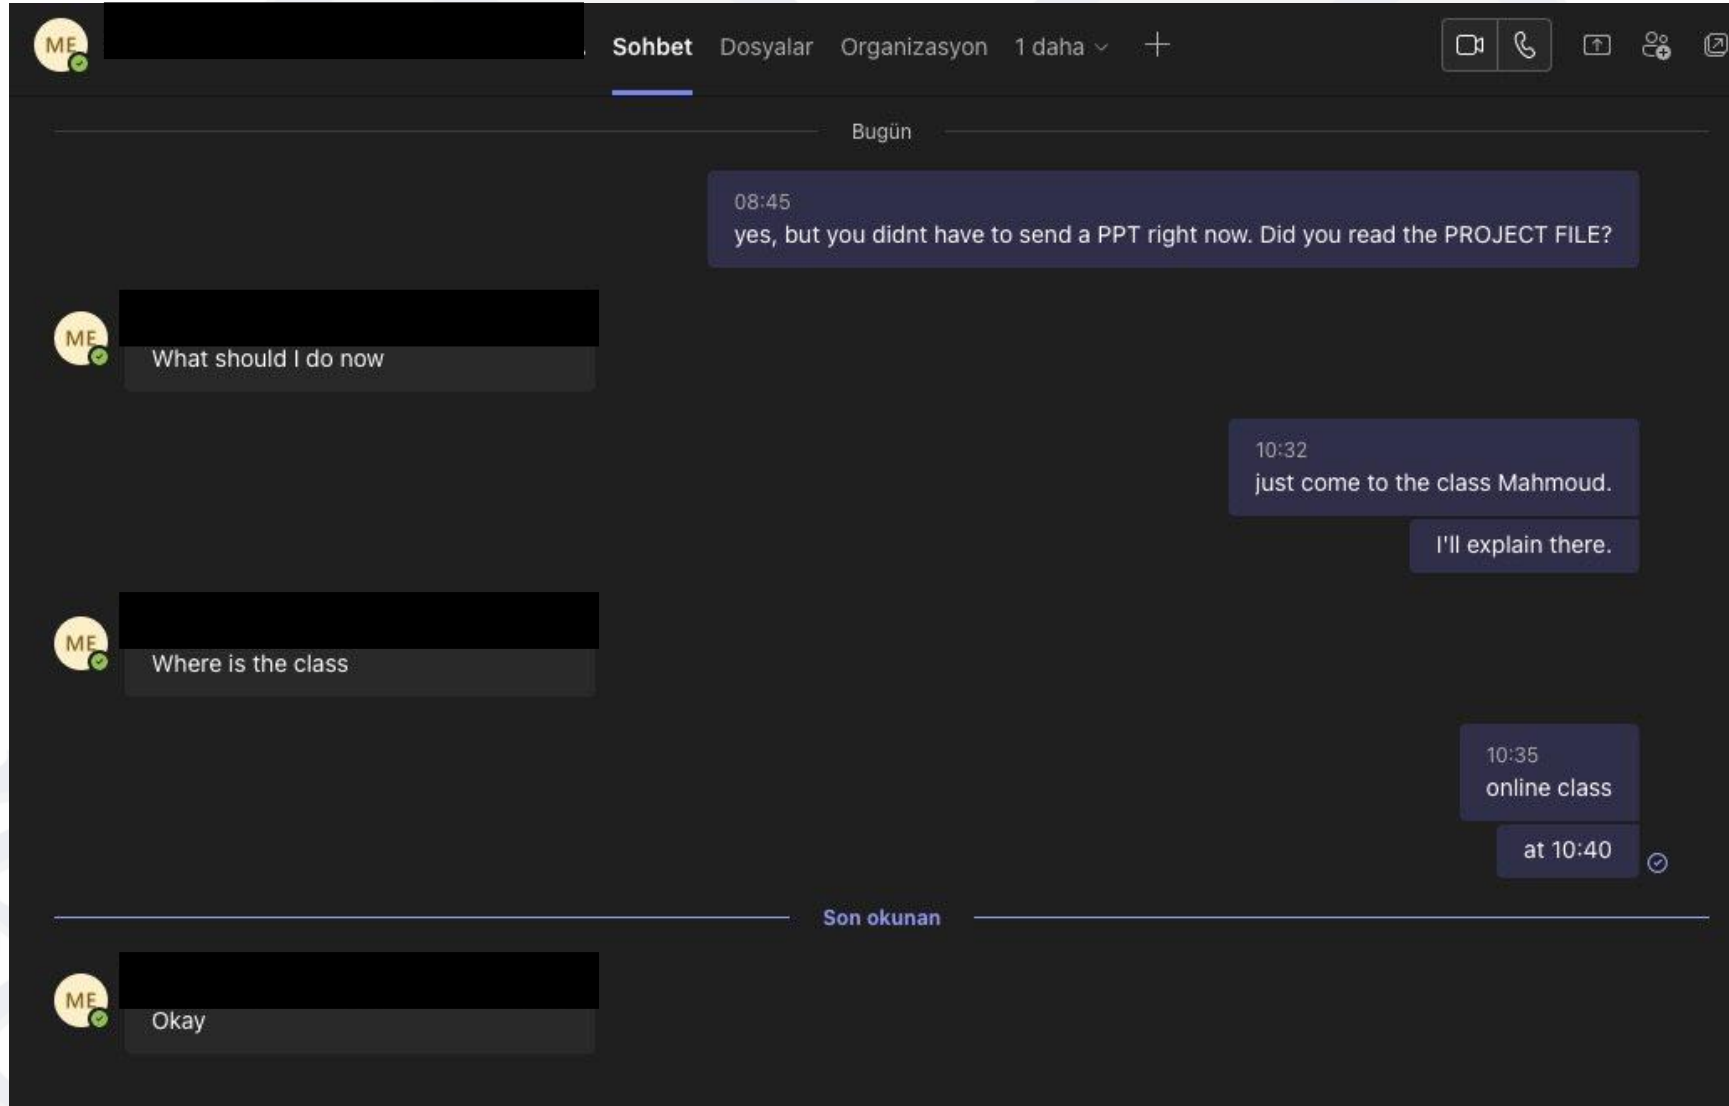 ME
Sohbet Dosyalar Organizasyon 1 daha
Bugün
08:45
yes, but you didnt have to send a PPT right now. Did you read the PROJECT FILE?
ME
What should I do now
10:32
just come to the class Mahmoud.
I'll explain there.
ME
Where is the class
10:35
online class
at 10:40
Son okunan
ME
Okay